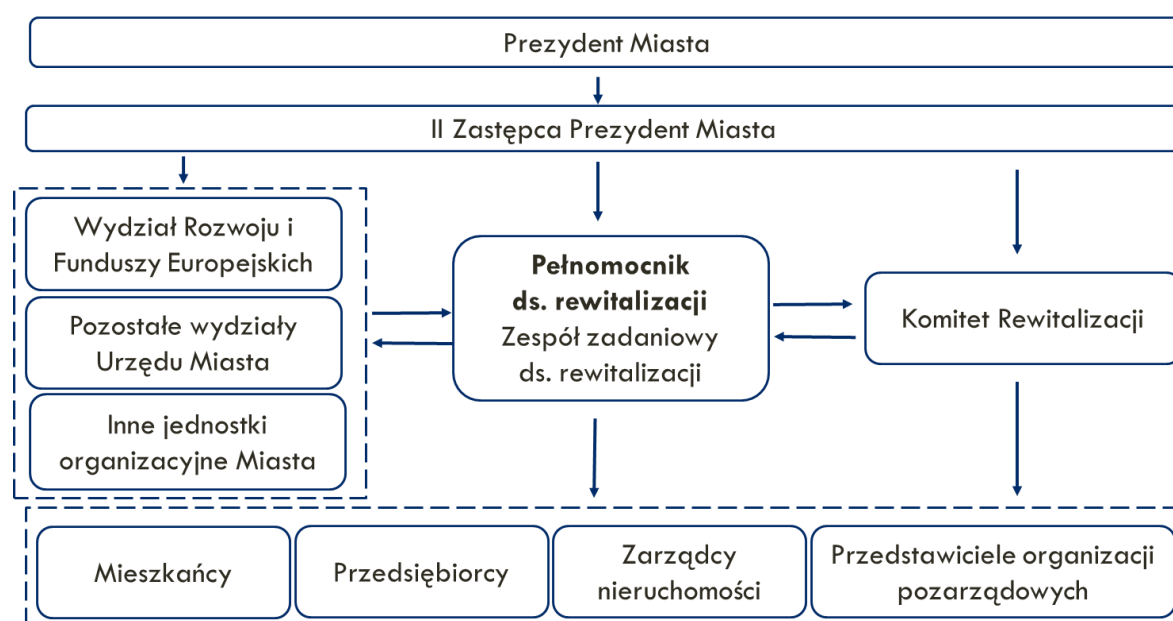 Prezydent Miasta
II Zastępca Prezydent Miasta
Wydział Rozwoju i
Funduszy Europejskich
Pozostałe wydziały
Urzędu Miasta
Inne jednostki
organizacyjne Miasta
Pełnomocnik
ds. rewitalizacji
Zespół zadaniowy
ds. rewitalizacji
Komitet Rewitalizacji
Mieszkańcy
Przedsiębiorcy
Zarządcy
nieruchomości
Przedstawiciele organizacji
pozarządowych